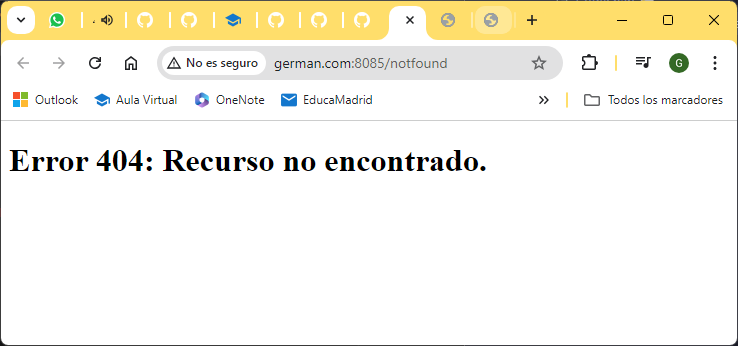 No es seguro german.com:8085/notfound G
Outlook Aula Virtual OneNote EducaMadrid » Todos los marcadores
Error 404: Recurso no encontrado.